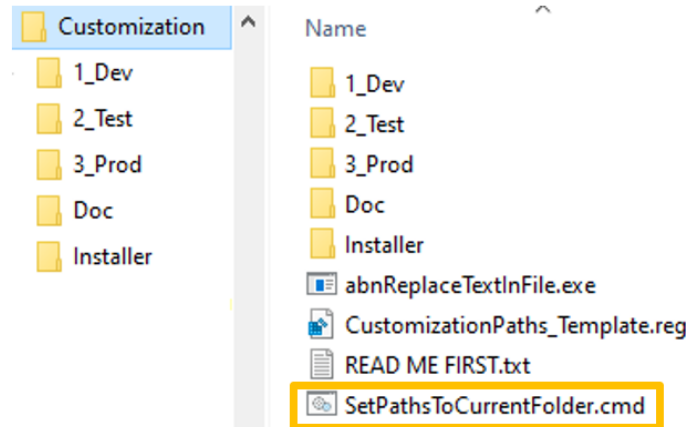 Customization
1_Dev
2_Test
3_Prod
Doc
Installer
Name
1_Dev
2_Test
3_Prod
Doc
Installer
abnReplaceTextInFile.exe
CustomizationPaths_Template.reg
READ ME FIRST.txt
SetPathsToCurrentFolder.cmd